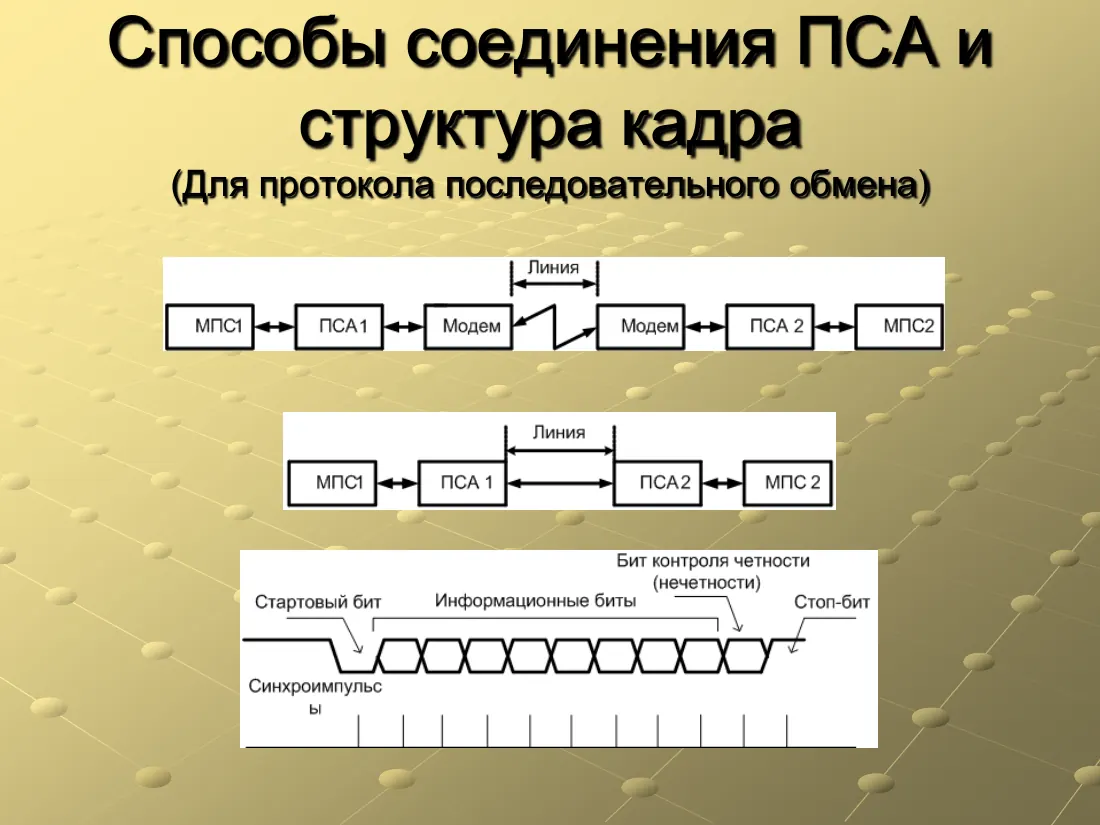 Способы соединения ПСА и
структура кадра
(Для протокола последовательного обмена)
Линия
МПС1 ПСА1 Модем Модем ПСА 2 МПС2
Линия
МПС1 ПСА 1 ПСА2 МПС 2
Бит контроля четности
(нечетности)
Стартовый бит Информационные биты Стоп-бит
Синхроимпульс
ы